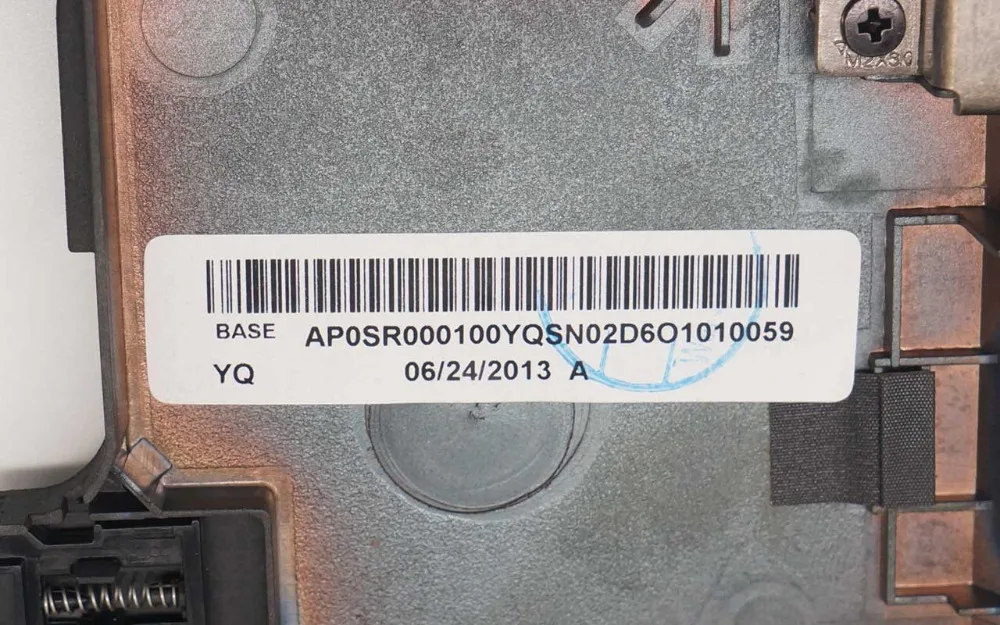 M2x3.0
BASE AP0SR000100YQSN02D6O1010059
YQ 06/24/2013 A